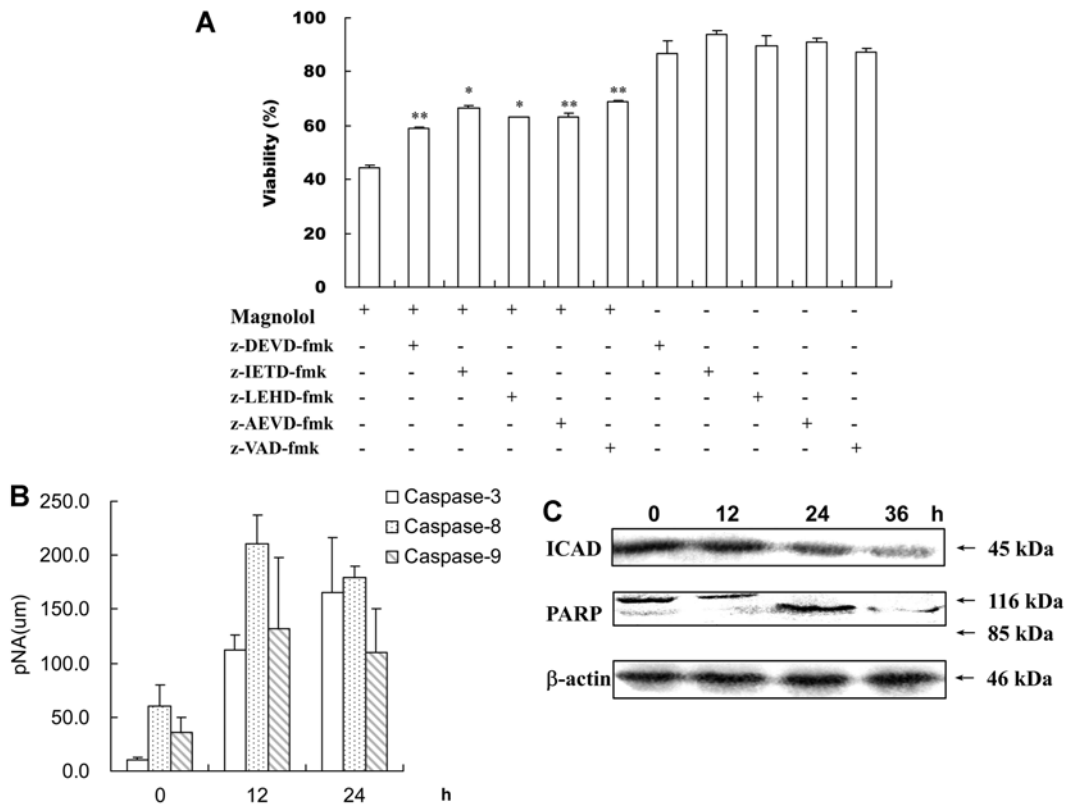 A
Viability (%)
100
80
60
40
20
0
** * * ** **
Magnolol + + + + + + - - - - -
z-DEVD-fmk - + - - - - + - - - -
z-IETD-fmk - - + - - - - + - - -
z-LEHD-fmk - - - + - - - - + - -
z-AEVD-fmk - - - - + - - - - + -
z-VAD-fmk - - - - - + - - - - +
B
pNA(um)
250.0
200.0
150.0
100.0
50.0
0.0
0 12 24 h
Caspase-3
Caspase-8
Caspase-9
C
0 12 24 36 h
ICAD ← 45 kDa
PARP ← 116 kDa
← 85 kDa
β-actin ← 46 kDa